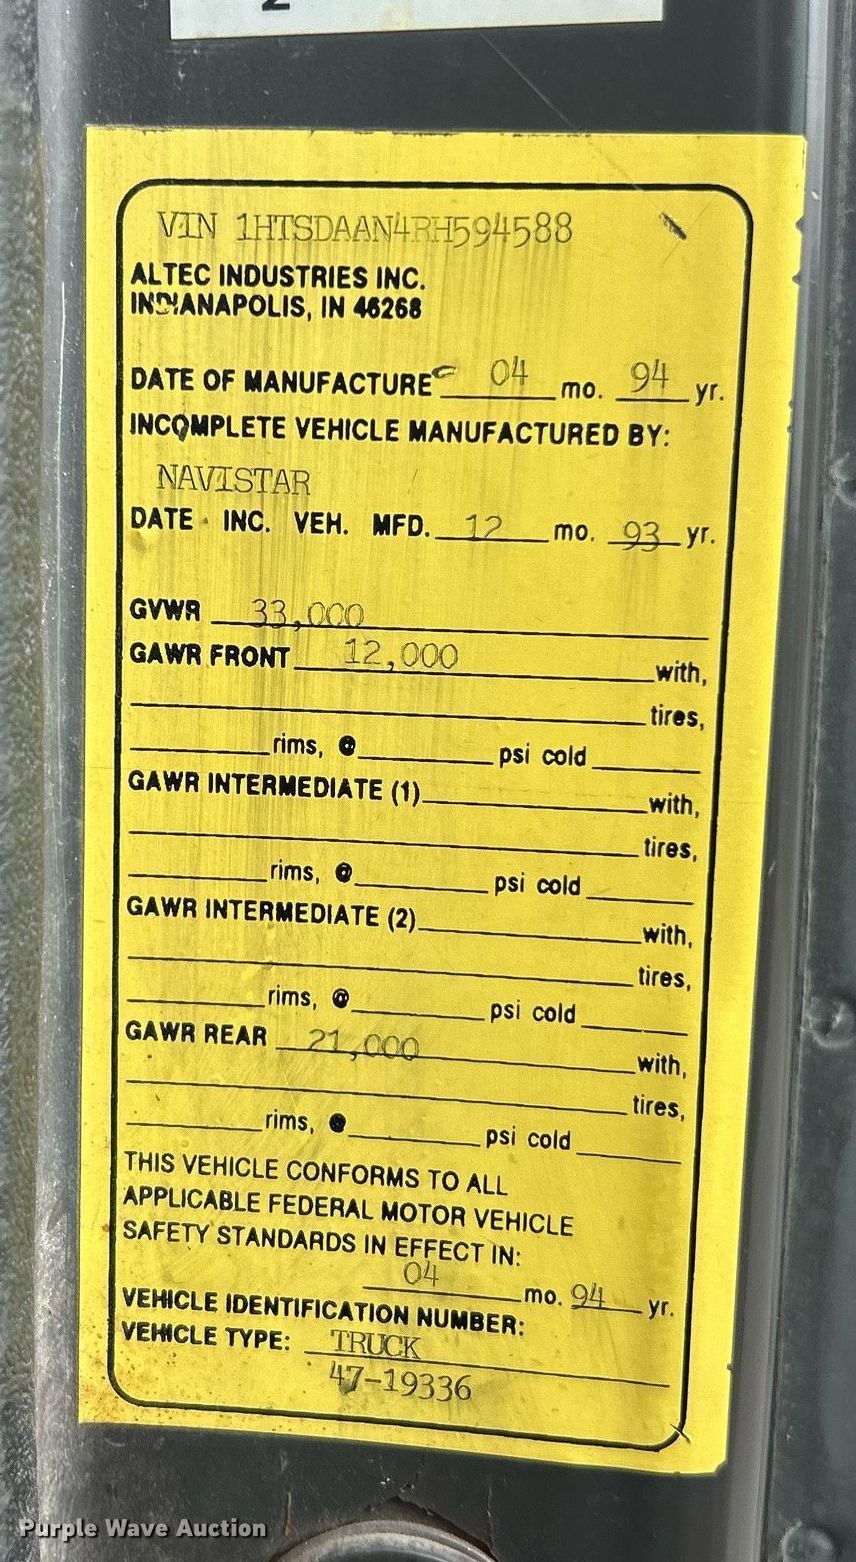 VIN 1HTSDAAN4RH594588
ALTEC INDUSTRIES INC.
INDIANAPOLIS, IN 46268
DATE OF MANUFACTURE 04 mo. 94 yr.
INCOMPLETE VEHICLE MANUFACTURED BY:
NAVISTAR
DATE INC. VEH. MFD. 12 mo. 93 yr.
GVWR 33,000
GAWR FRONT 12,000 with,
tires,
rims, @ psi cold
GAWR INTERMEDIATE (1) with,
tires,
rims, @ psi cold
GAWR INTERMEDIATE (2) with,
tires,
rims, @ psi cold
GAWR REAR 21,000 with,
tires,
rims, @ psi cold
THIS VEHICLE CONFORMS TO ALL
APPLICABLE FEDERAL MOTOR VEHICLE
SAFETY STANDARDS IN EFFECT IN:
04 mo. 94 yr.
VEHICLE IDENTIFICATION NUMBER:
VEHICLE TYPE: TRUCK
47-19336
Purple Wave Auction